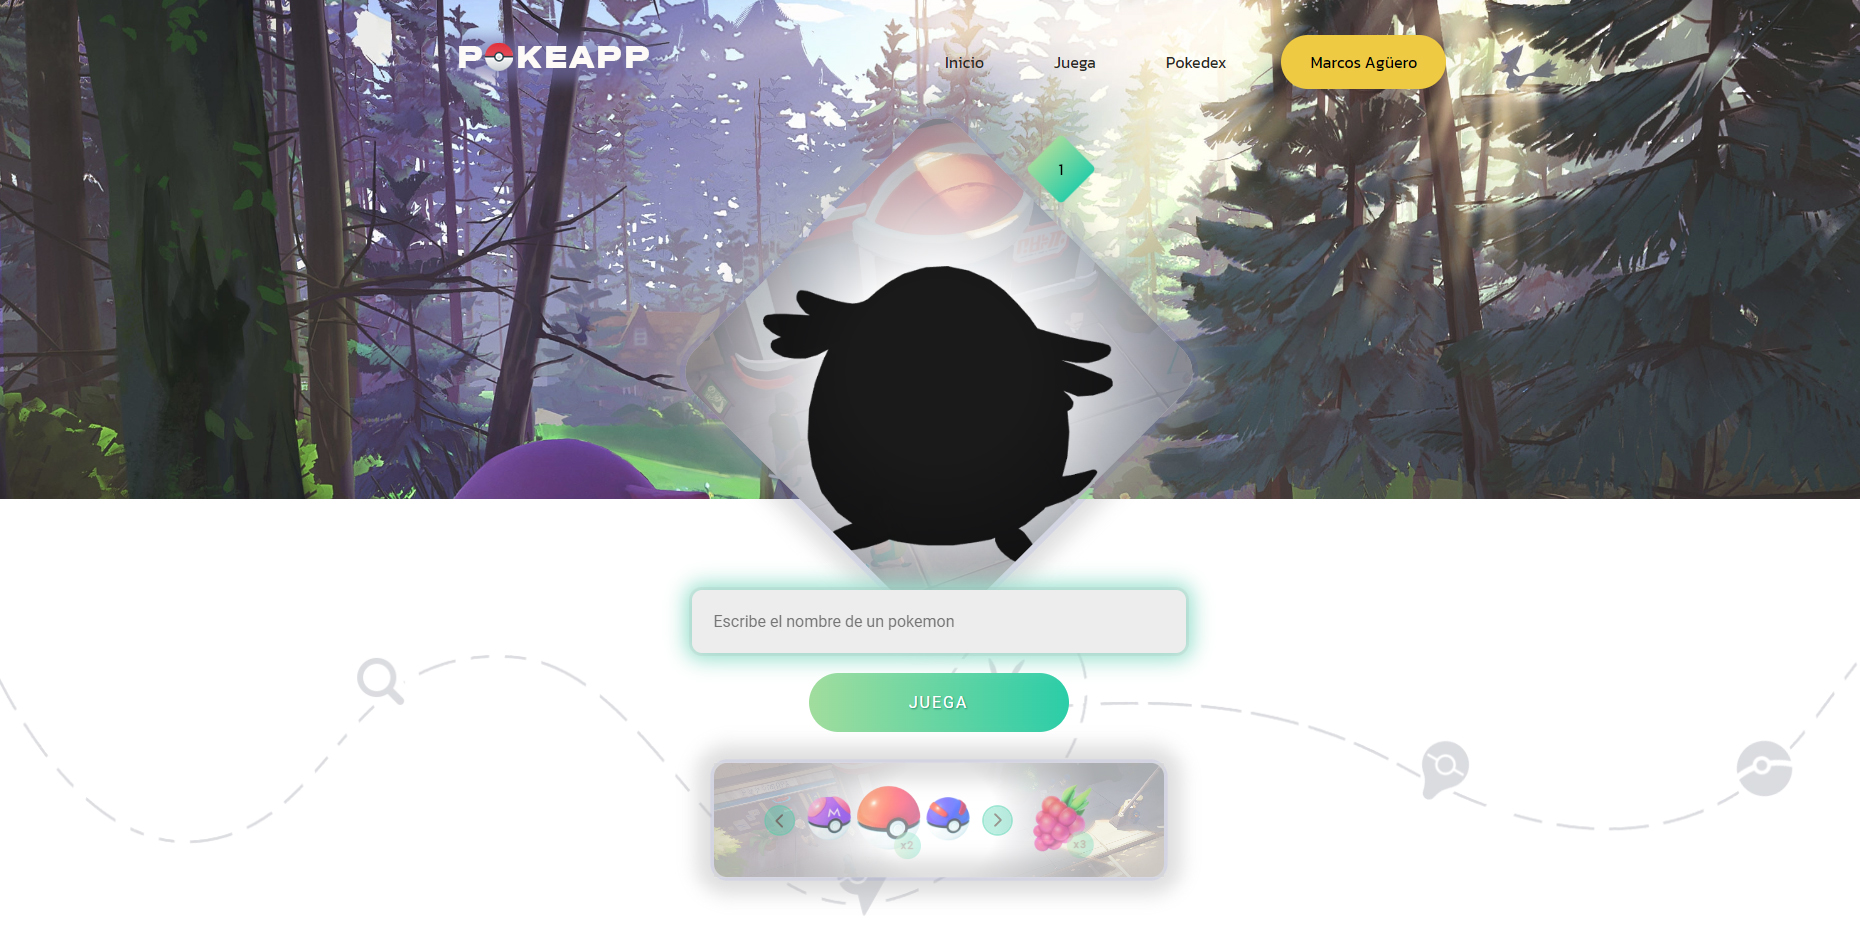 POKEAPP
Inicio
Juega
Pokedex
Marcos Agüero
1
Escribe el nombre de un pokemon
JUEGA
M
x2
x3